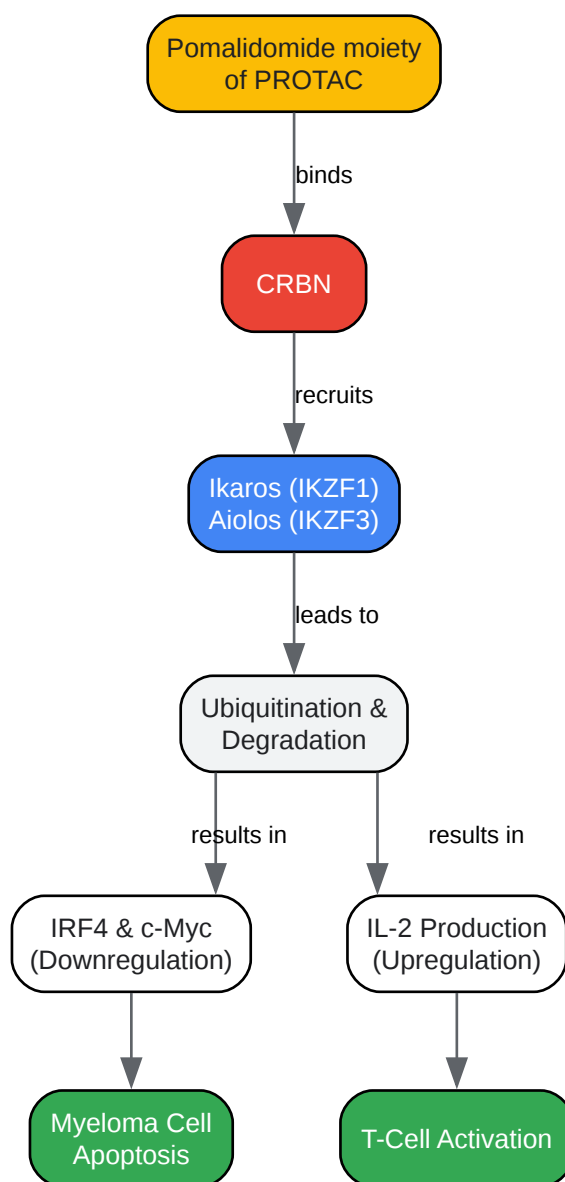 Pomalidomide moiety
of PROTAC
binds
CRBN
recruits
Ikaros (IKZF1)
Aiolos (IKZF3)
leads to
Ubiquitination &
Degradation
results in
results in
IRF4 & c-Myc
(Downregulation)
IL-2 Production
(Upregulation)
Myeloma Cell
Apoptosis
T-Cell Activation